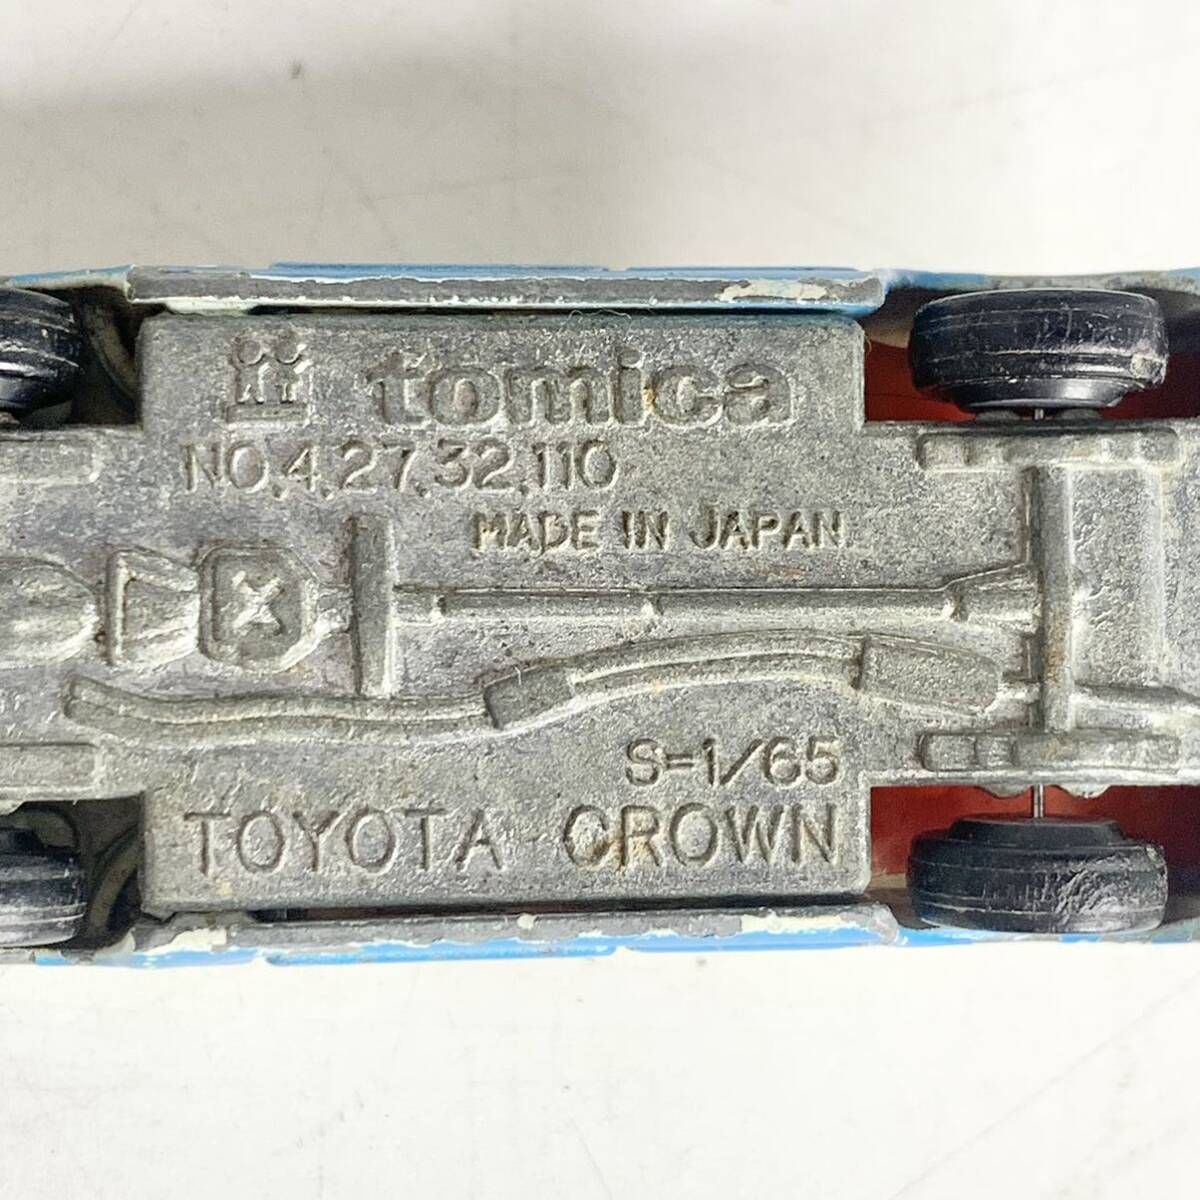 tomica
NO.4.27.32.110
MADE IN JAPAN
S=1/65
TOYOTA CROWN